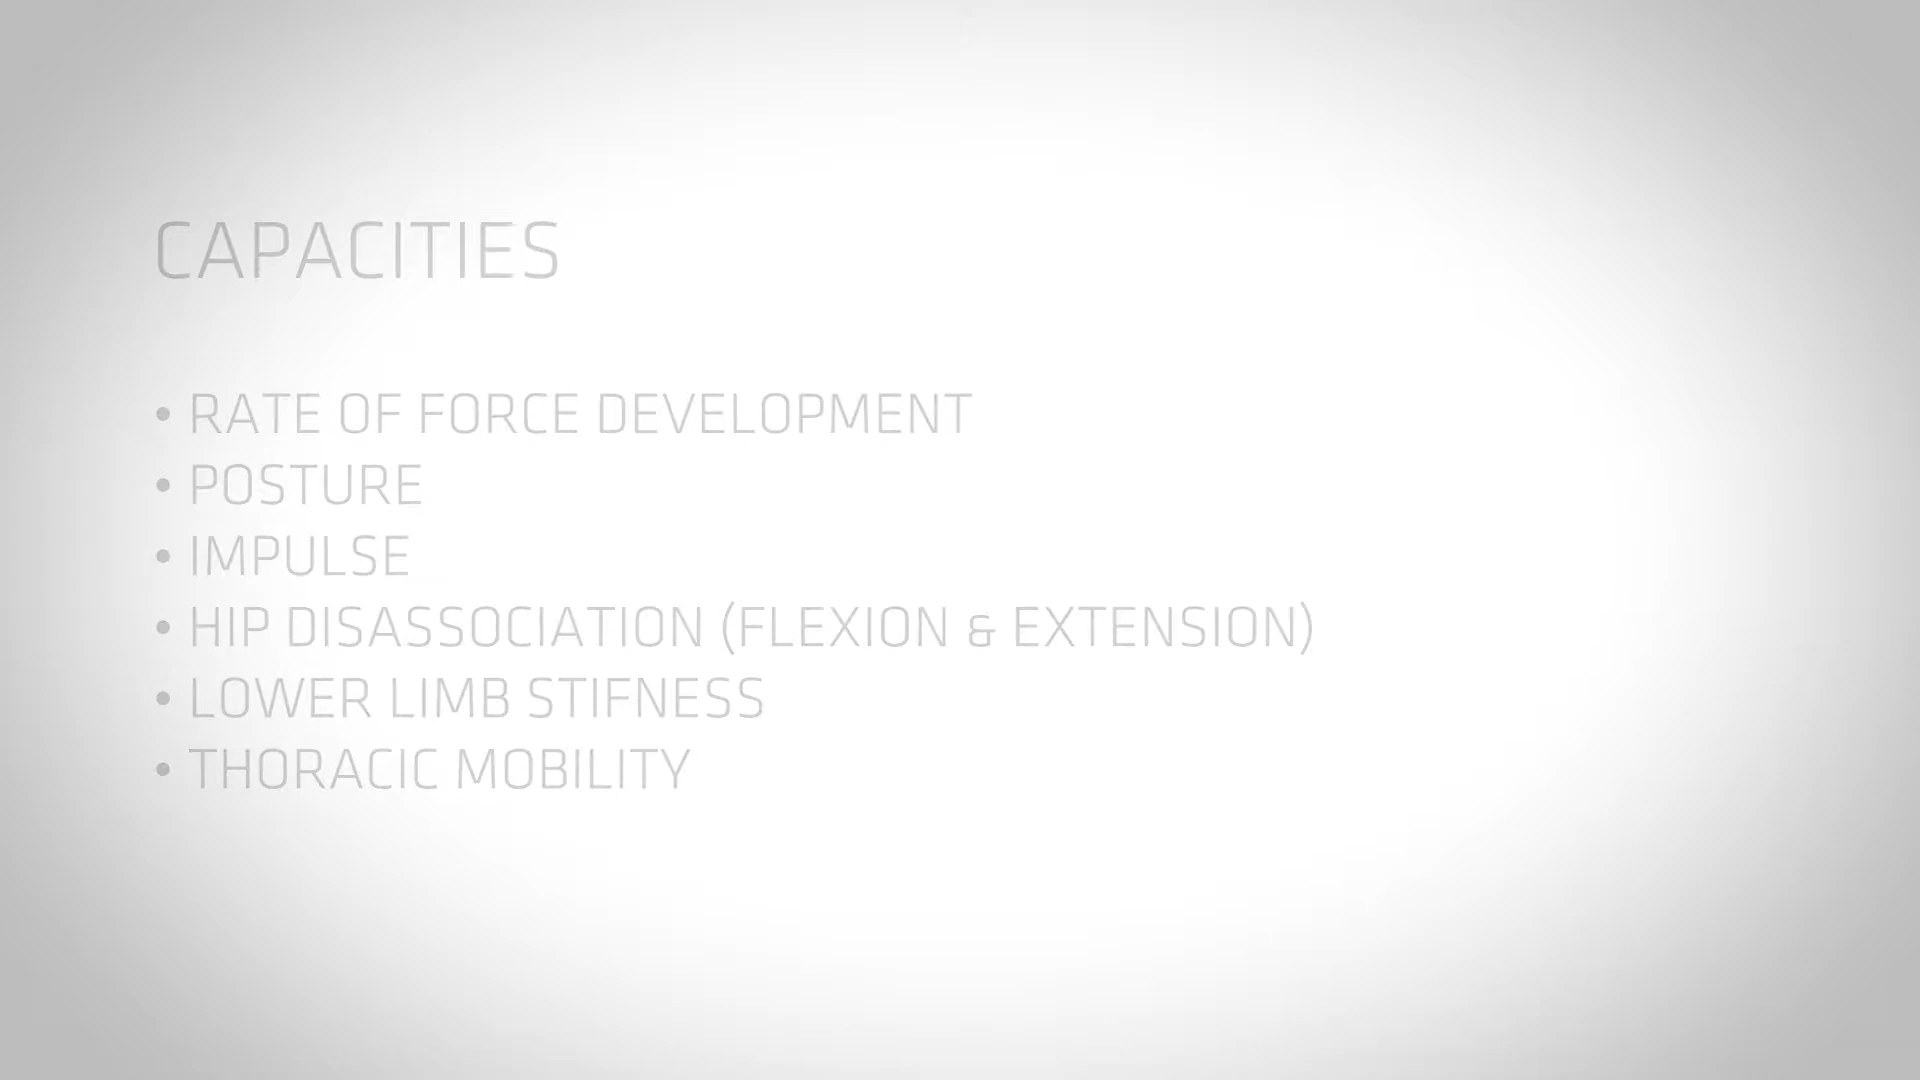 CAPACITIES
• RATE OF FORCE DEVELOPMENT
• POSTURE
• IMPULSE
• HIP DISASSOCIATION (FLEXION & EXTENSION)
• LOWER LIMB STIFNESS
• THORACIC MOBILITY